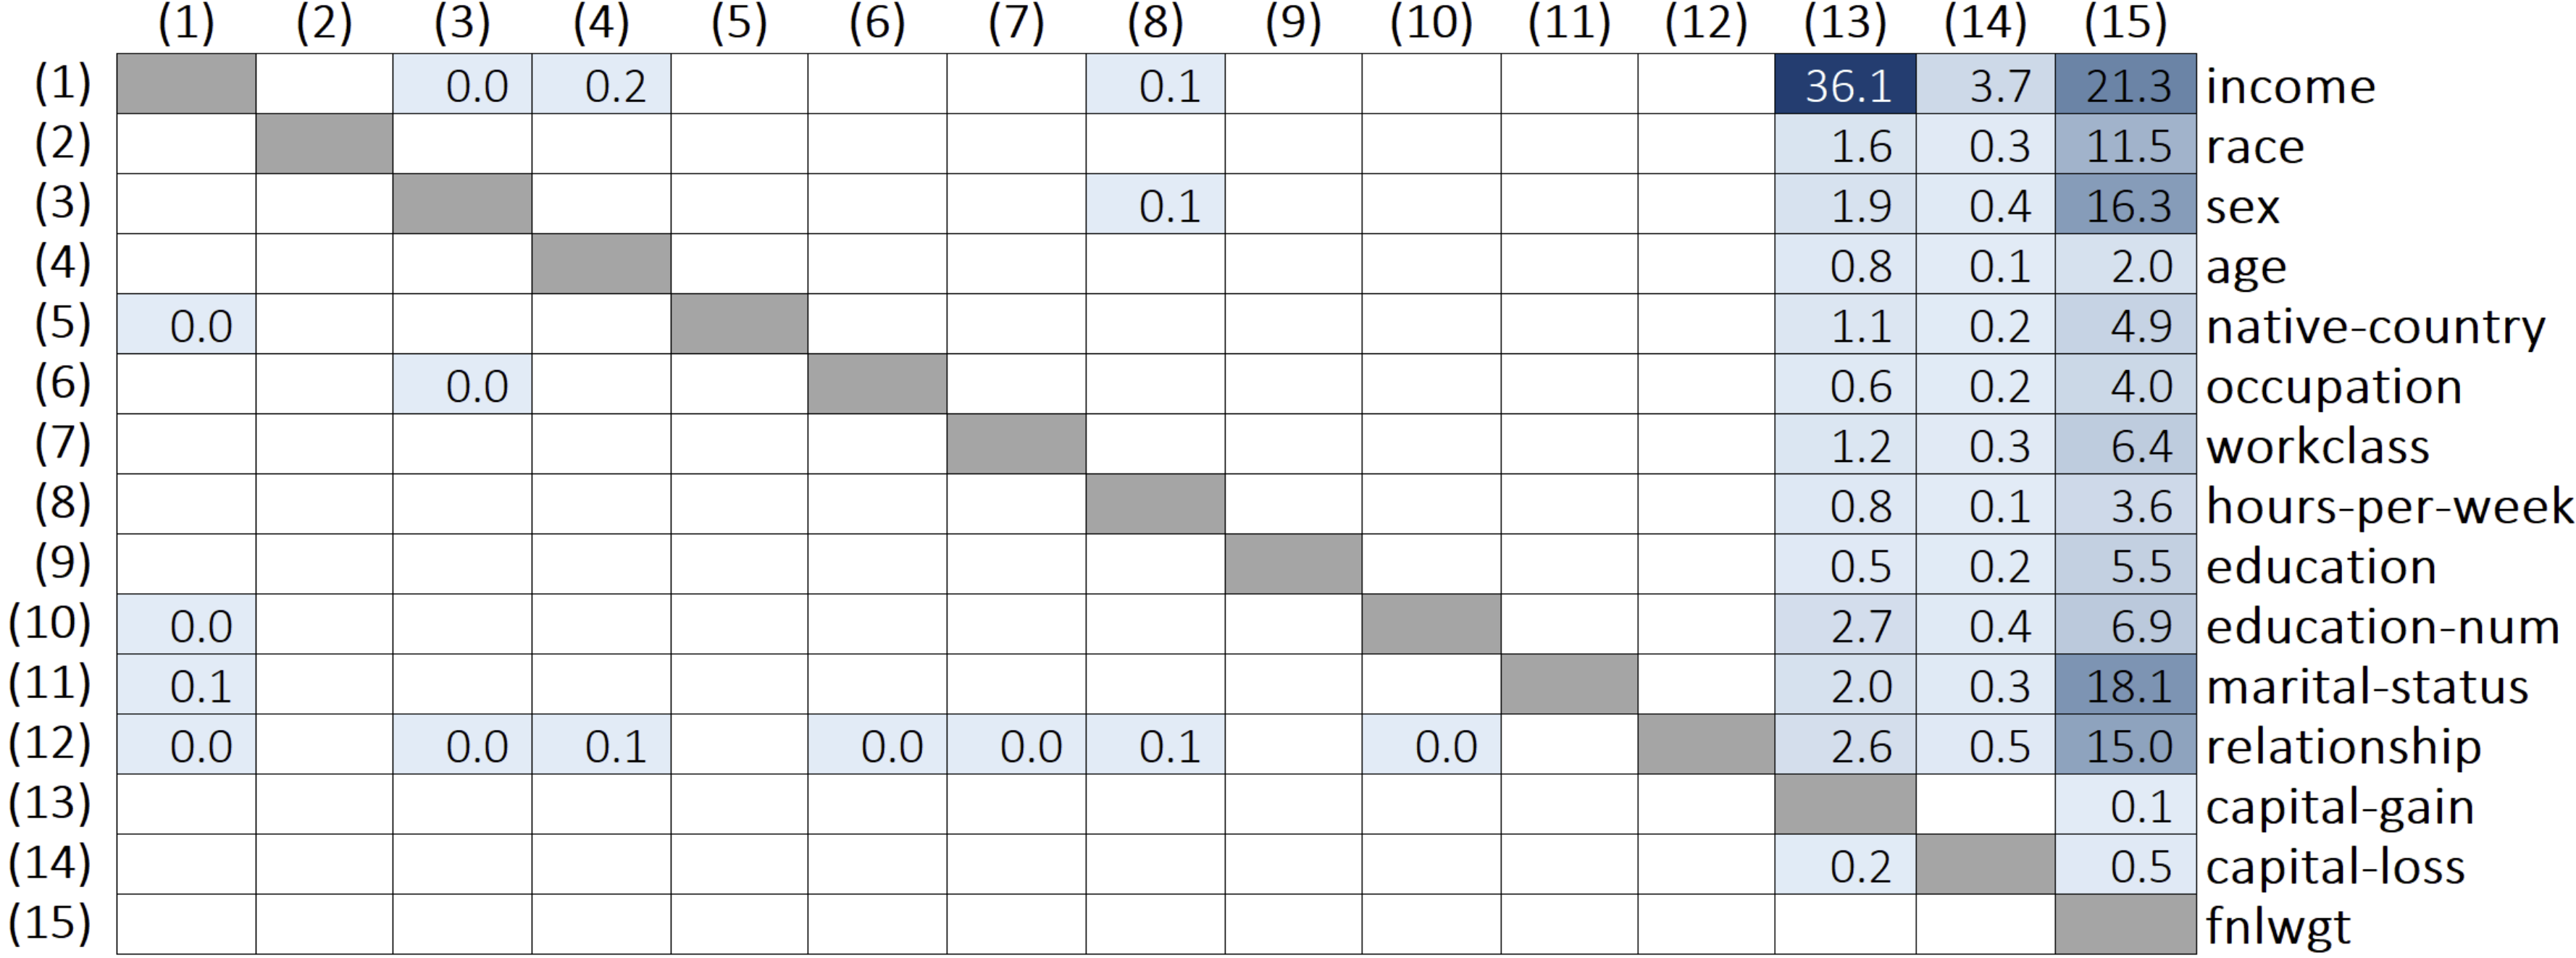 (1) (2) (3) (4) (5) (6) (7) (8) (9) (10) (11) (12) (13) (14) (15)
(1) 0.0 0.2 0.1 36.1 3.7 21.3 income
(2) 1.6 0.3 11.5 race
(3) 0.1 1.9 0.4 16.3 sex
(4) 0.8 0.1 2.0 age
(5) 0.0 1.1 0.2 4.9 native-country
(6) 0.0 0.6 0.2 4.0 occupation
(7) 1.2 0.3 6.4 workclass
(8) 0.8 0.1 3.6 hours-per-week
(9) 0.5 0.2 5.5 education
(10) 0.0 2.7 0.4 6.9 education-num
(11) 0.1 2.0 0.3 18.1 marital-status
(12) 0.0 0.0 0.1 0.0 0.0 0.1 0.0 2.6 0.5 15.0 relationship
(13) 0.1 capital-gain
(14) 0.2 0.5 capital-loss
(15) fnlwgt